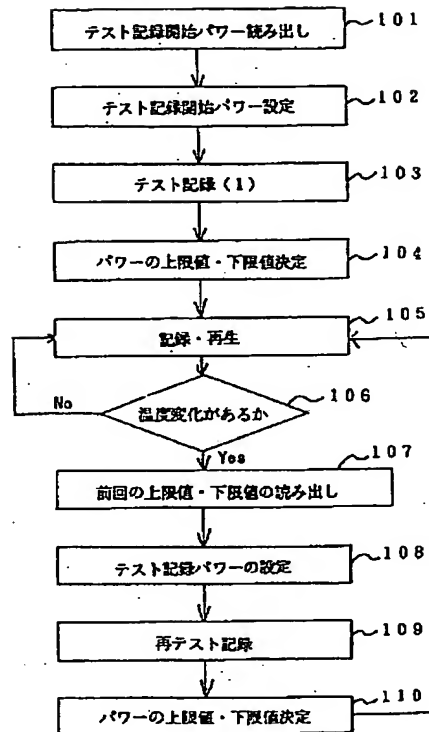 テスト記録開始パワー読み出し
101
テスト記録開始パワー設定
102
テスト記録(1)
103
パワーの上限値・下限値決定
104
記録・再生
105
温度変化があるか
106
No
Yes
前回の上限値・下限値の読み出し
107
テスト記録パワーの設定
108
再テスト記録
109
パワーの上限値・下限値決定
110